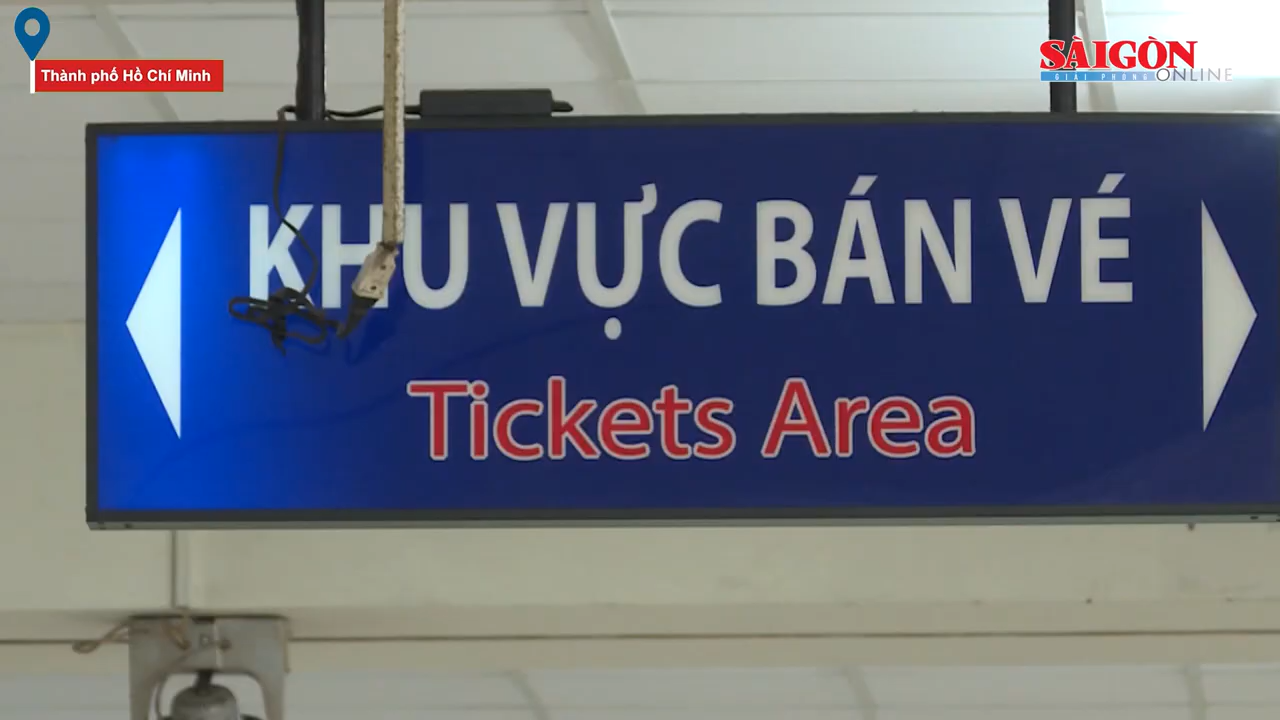 Thành phố Hồ Chí Minh
SÀIGÒN
GIẢI PHÓNG ONLINE
KHU VỰC BÁN VÉ
Tickets Area